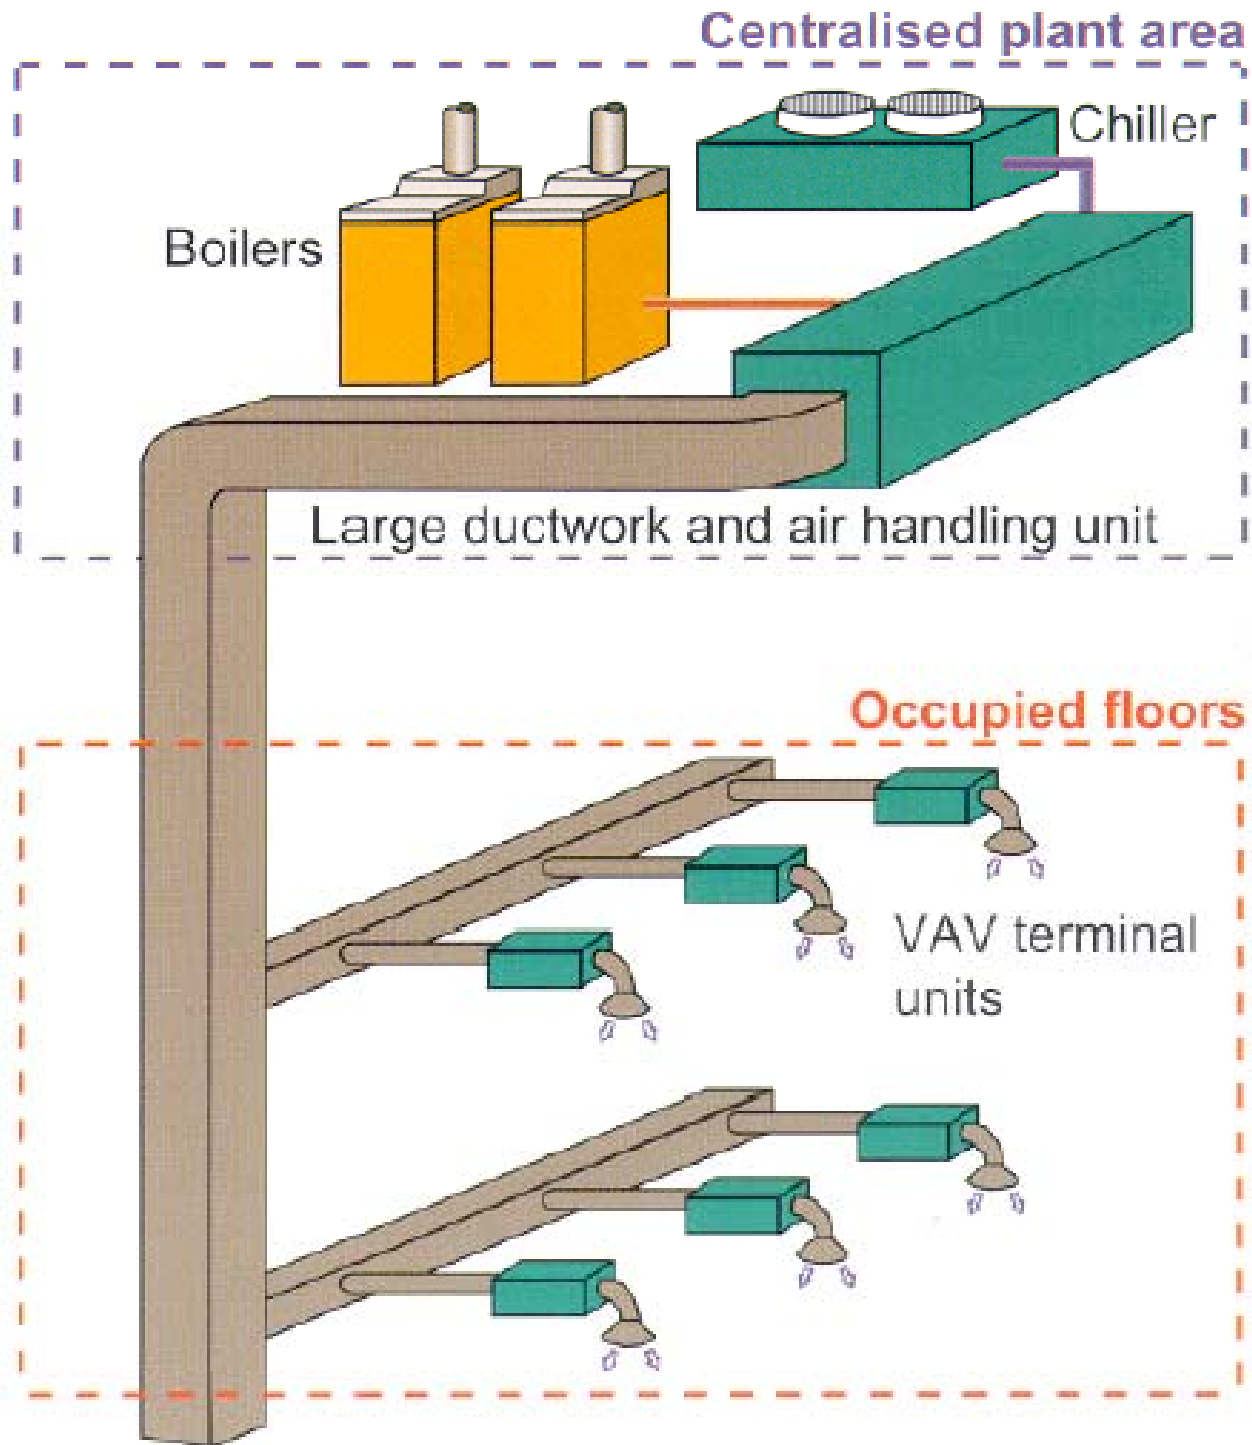 Centralised plant area
Chiller
Boilers
Large ductwork and air handling unit
Occupied floors
VAV terminal
units